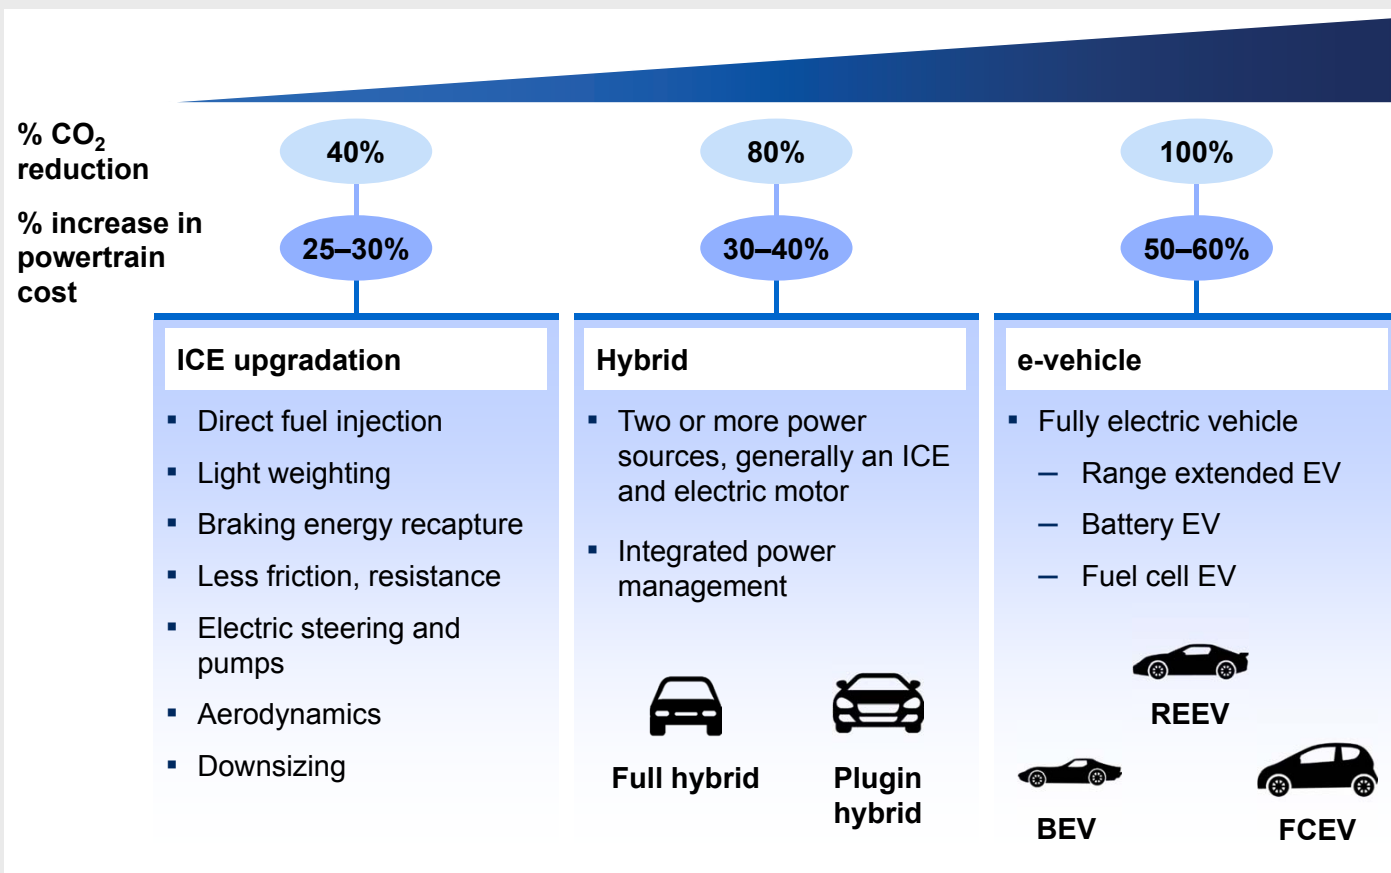 % CO₂
reduction
40%
80%
100%
% increase in
powertrain
cost
25–30%
30–40%
50–60%
ICE upgradation
▪ Direct fuel injection
▪ Light weighting
▪ Braking energy recapture
▪ Less friction, resistance
▪ Electric steering and
pumps
▪ Aerodynamics
▪ Downsizing
Hybrid
▪ Two or more power
sources, generally an ICE
and electric motor
▪ Integrated power
management
Full hybrid
Plugin
hybrid
e-vehicle
▪ Fully electric vehicle
– Range extended EV
– Battery EV
– Fuel cell EV
REEV
BEV
FCEV